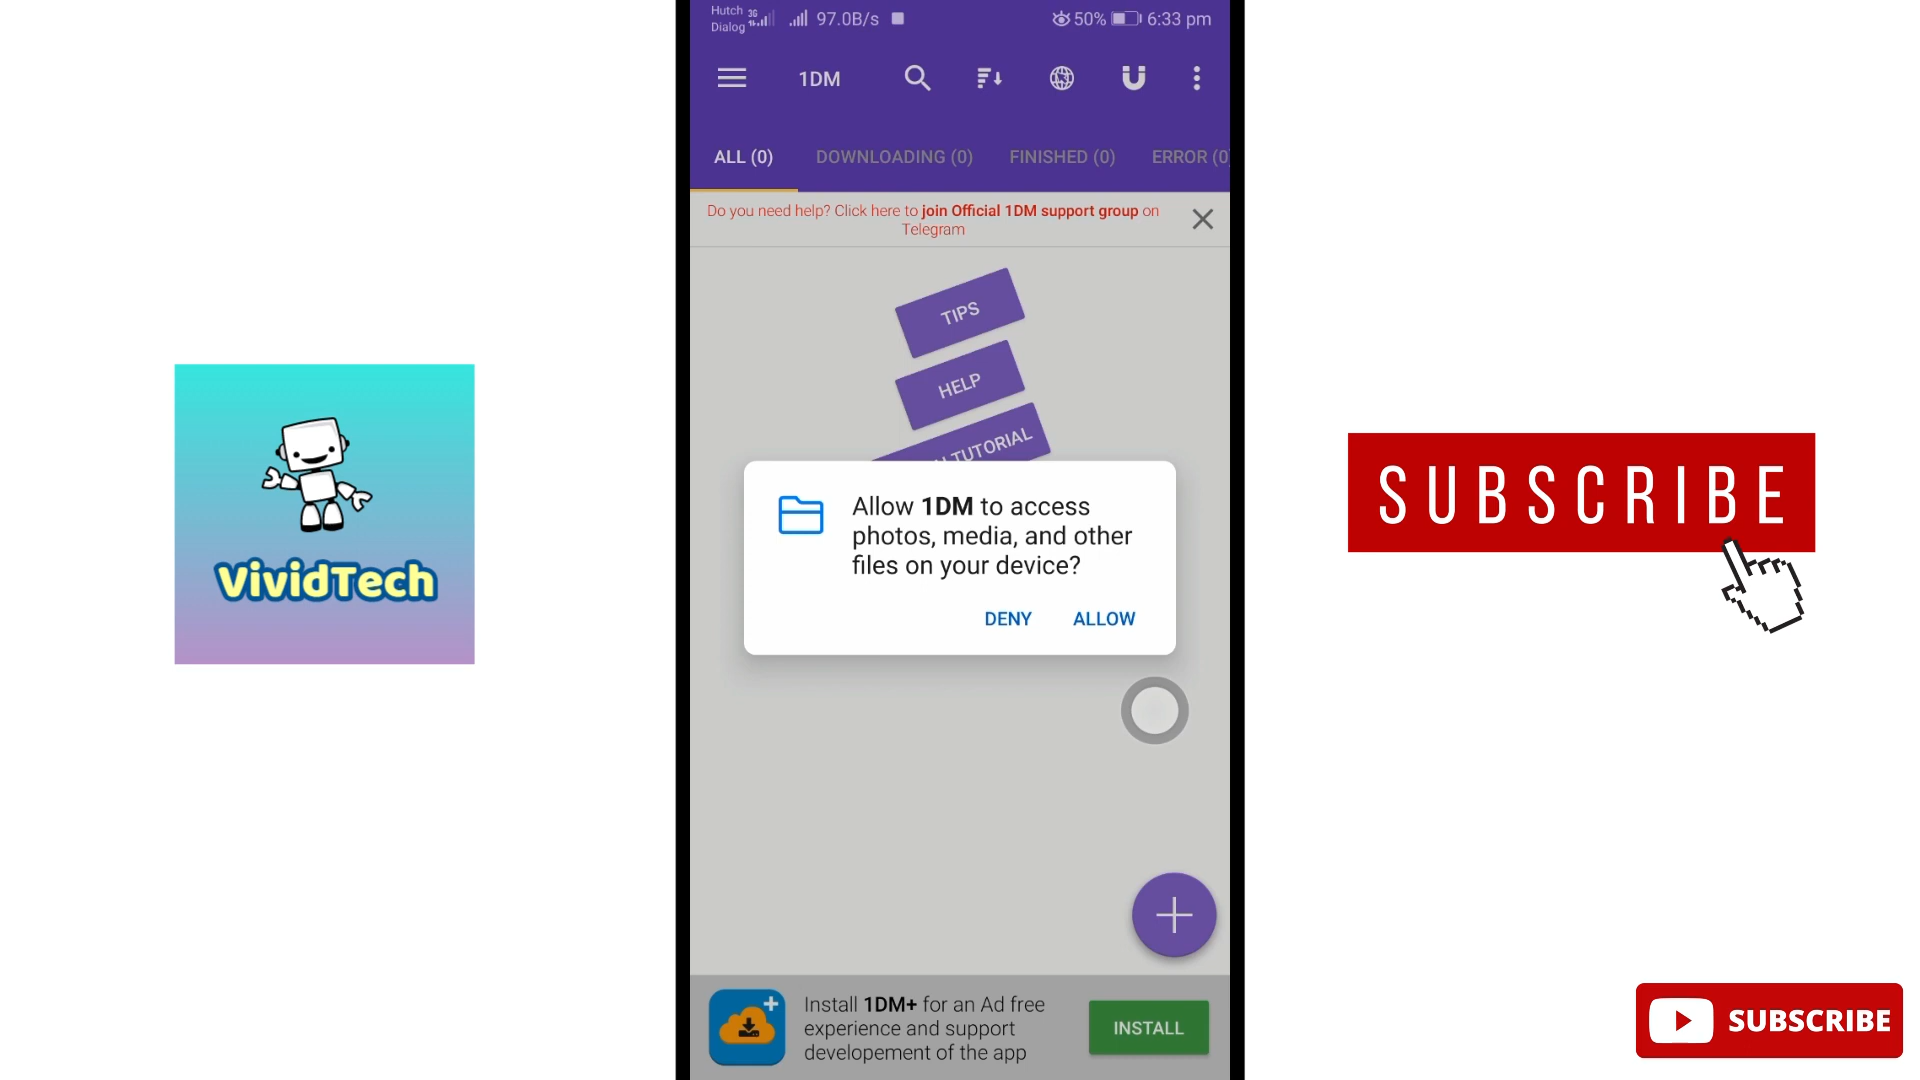 Hutch 3G
Dialog
97.0B/s
50%
6:33 pm
1DM
ALL (0)
DOWNLOADING (0)
FINISHED (0)
ERROR (0
Do you need help? Click here to join Official 1DM support group on
Telegram
TIPS
HELP
TUTORIAL
Allow 1DM to access
photos, media, and other
files on your device?
DENY
ALLOW
VividTech
SUBSCRIBE
Install 1DM+ for an Ad free
experience and support
developement of the app
INSTALL
SUBSCRIBE